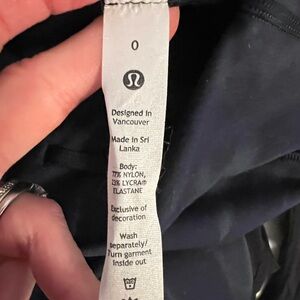 0
Designed in
Vancouver
Made in Sri
Lanka
Body:
77% NYLON,
23% LYCRA®
ELASTANE
Exclusive of
decoration
Wash
separately/
Turn garment
inside out